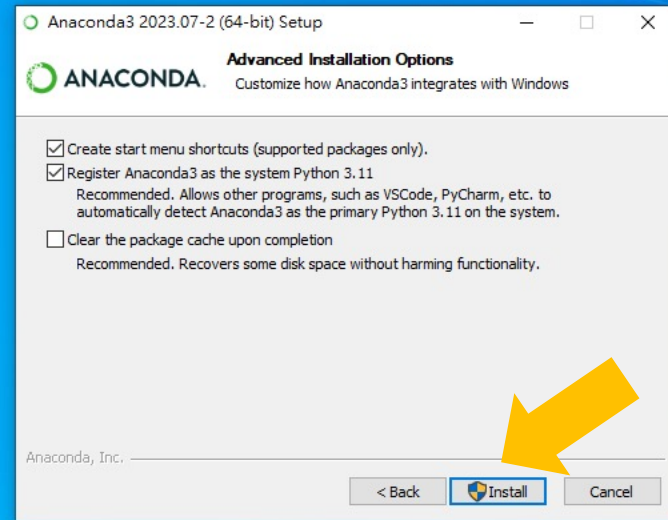 Anaconda3 2023.07-2 (64-bit) Setup
ANACONDA.
Advanced Installation Options
Customize how Anaconda3 integrates with Windows
Create start menu shortcuts (supported packages only).
Register Anaconda3 as the system Python 3.11
Recommended. Allows other programs, such as VSCode, PyCharm, etc. to
automatically detect Anaconda3 as the primary Python 3.11 on the system.
Clear the package cache upon completion
Recommended. Recovers some disk space without harming functionality.
Anaconda, Inc.
< Back
Install
Cancel